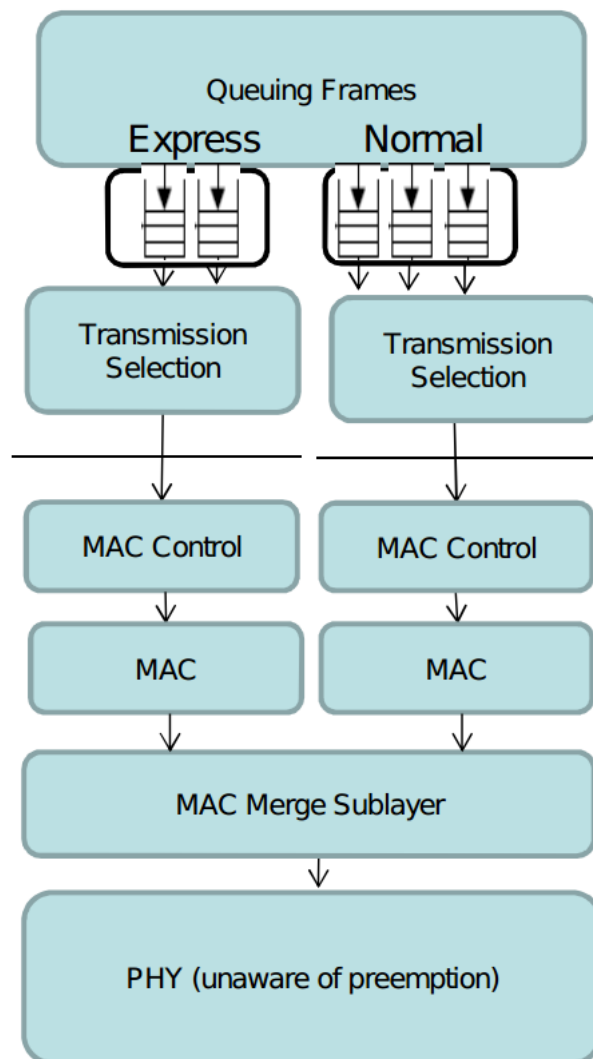 Queuing Frames
Express Normal
Transmission
Selection
Transmission
Selection
MAC Control
MAC Control
MAC
MAC
MAC Merge Sublayer
PHY (unaware of preemption)